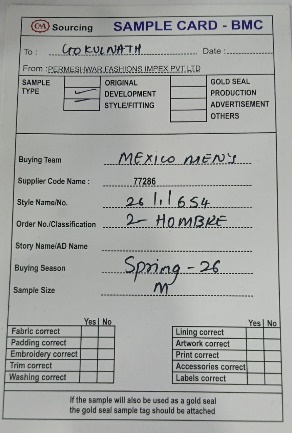 C&A Sourcing SAMPLE CARD - BMC
To : GOKULNATH Date :
From : PERMESHWAR FASHIONS IMPEX PVT.LTD
SAMPLE TYPE ORIGINAL GOLD SEAL
DEVELOPMENT PRODUCTION
STYLE/FITTING ADVERTISEMENT
OTHERS
Buying Team MEXICO MEN'S
Supplier Code Name : 77286
Style Name/No. 26 1,1 654
Order No./Classification 2- HOMBRE
Story Name/AD Name
Buying Season Spring - 26
Sample Size M
Yes No Yes No
Fabric correct Lining correct
Padding correct Artwork correct
Embroidery correct Print correct
Trim correct Accessories correct
Washing correct Labels correct
If the sample will also be used as a gold seal
the gold seal sample tag should be attached